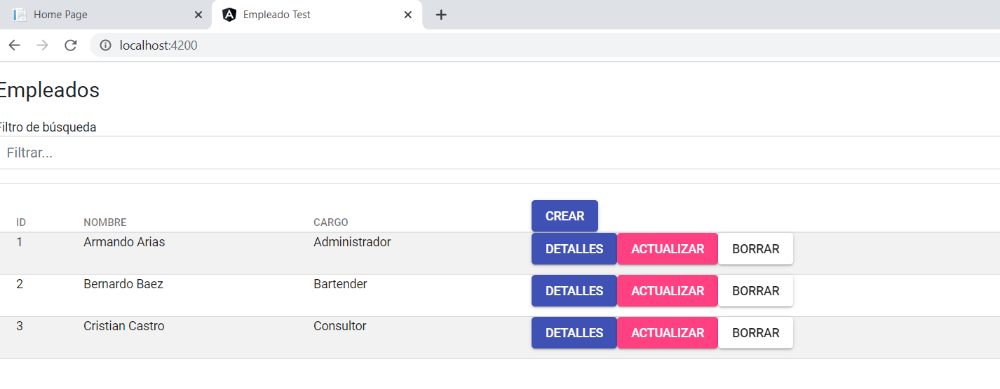 Home Page
Empleado Test
localhost:4200
Empleados
Filtro de búsqueda
Filtrar...
ID NOMBRE CARGO CREAR
1 Armando Arias Administrador DETALLES ACTUALIZAR BORRAR
2 Bernardo Baez Bartender DETALLES ACTUALIZAR BORRAR
3 Cristian Castro Consultor DETALLES ACTUALIZAR BORRAR